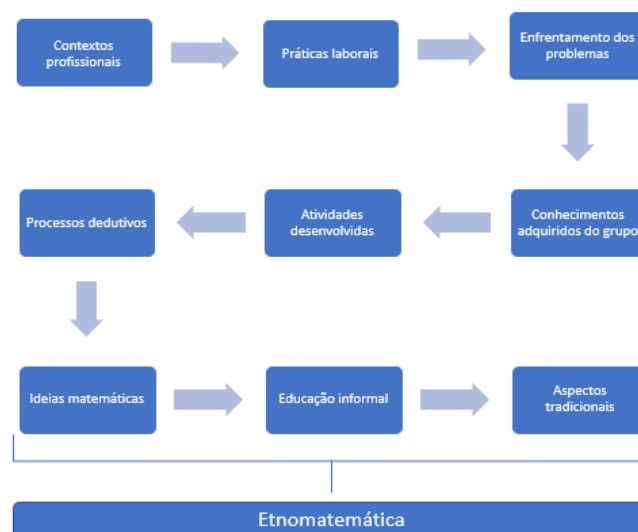 Contextos
profissionais
Práticas laborais
Enfrentamento dos
problemas
Processos dedutivos
Atividades
desenvolvidas
Conhecimentos
adquiridos do grupo
Ideias matemáticas
Educação informal
Aspectos
tradicionais
Etnomatemática